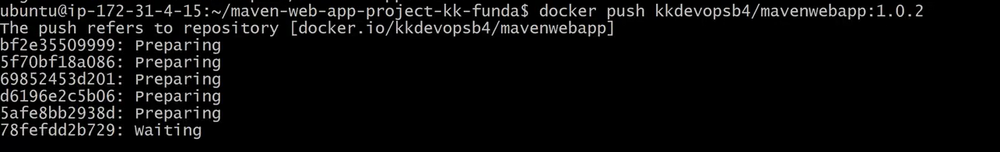 ubuntu@ip-172-31-4-15:~/maven-web-app-project-kk-funda$ docker push kkdevopsb4/mavenwebapp:1.0.2
The push refers to repository [docker.io/kkdevopsb4/mavenwebapp]
bf2e35509999: Preparing
5f70bf18a086: Preparing
69852453d201: Preparing
d6196e2c5b06: Preparing
5afe8bb2938d: Preparing
78fefdd2b729: Waiting